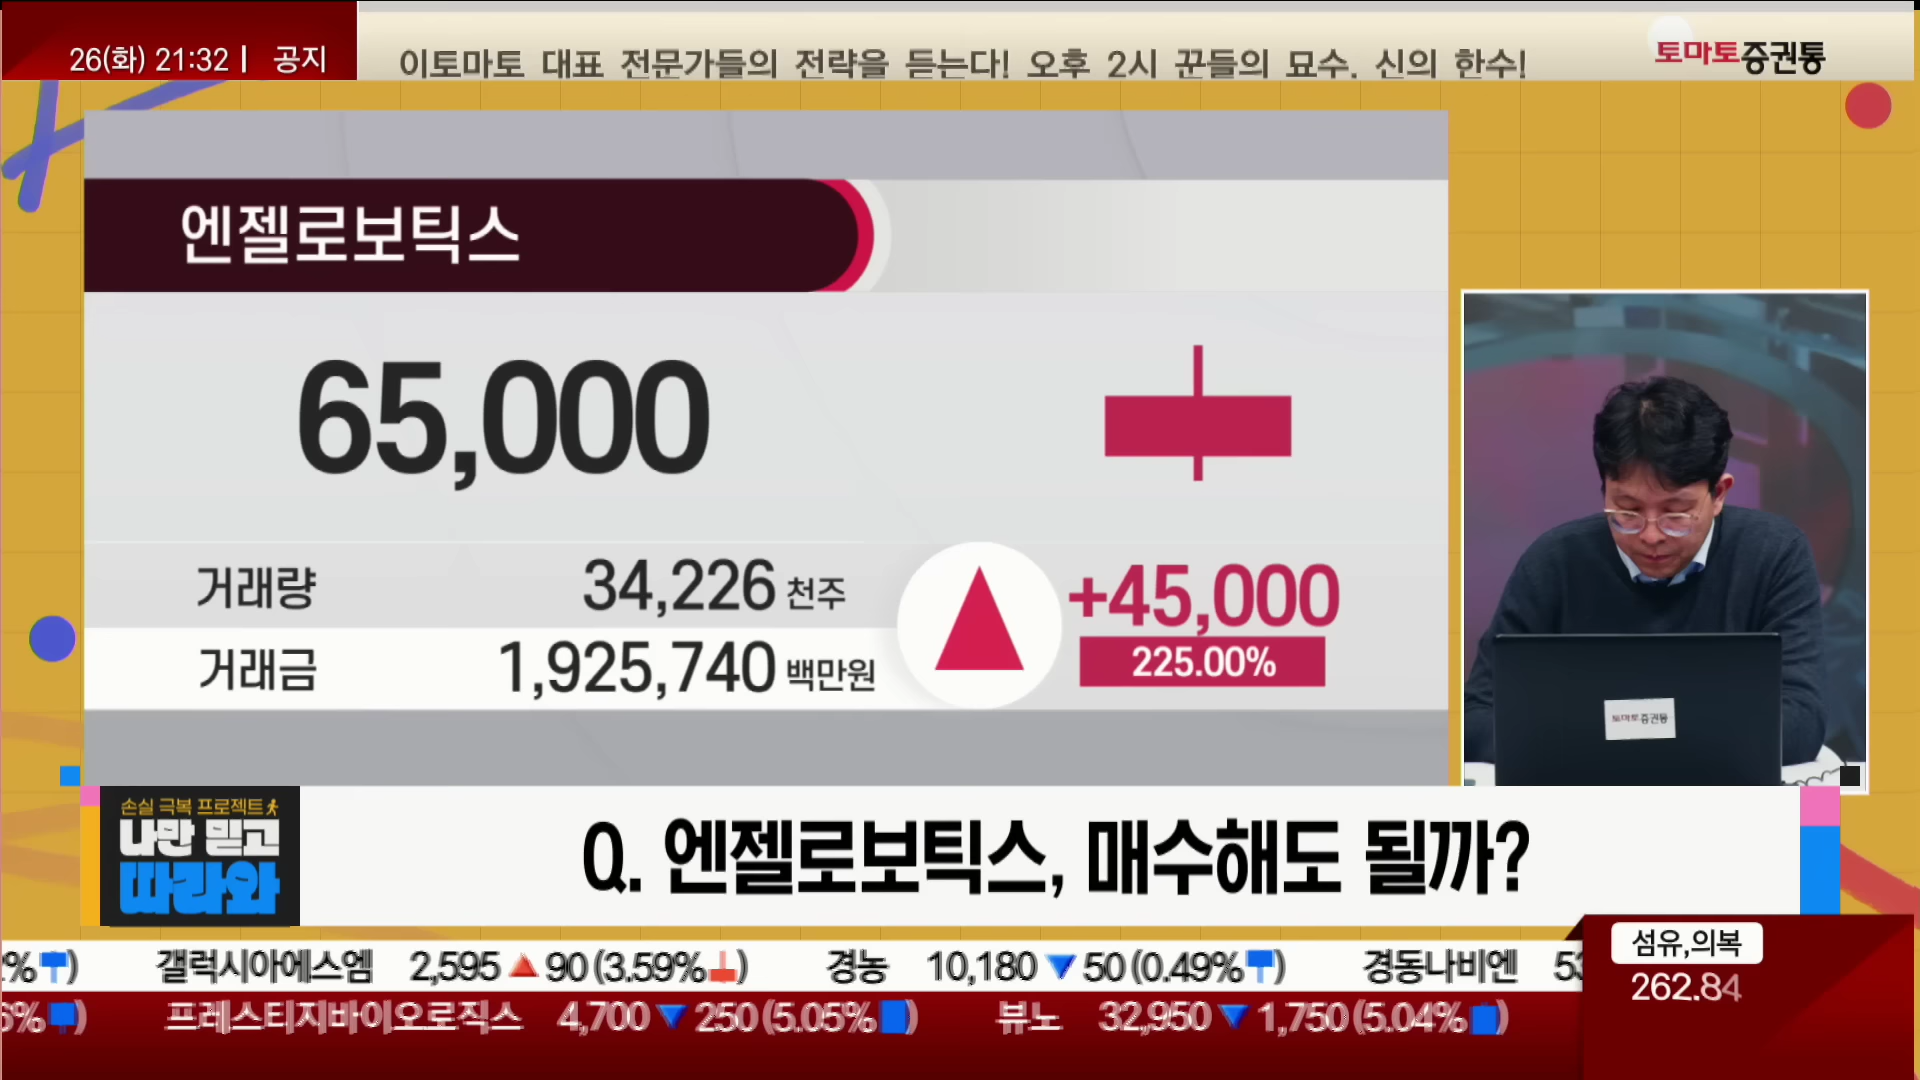 26(화) 21:32 | 공지
이토마토 대표 전문가들의 전략을 듣는다! 오후 2시 꾼들의 묘수, 신의 한수!
토마토증권통
엔젤로보틱스
65,000
거래량 34,226 천주
+45,000
거래금 1,925,740 백만원
225.00%
토마토증권통
손실 극복 프로젝트
나만 믿고
따라와
Q. 엔젤로보틱스, 매수해도 될까?
%) 갤럭시아에스엠 2,595 ▲ 90 (3.59%) 경농 10,180 ▼ 50 (0.49%) 경동나비엔
6%) 프레스티지바이오로직스 4,700 ▼ 250 (5.05%) 뷰노 32,950 ▼ 1,750 (5.04%)
섬유,의복
262.84